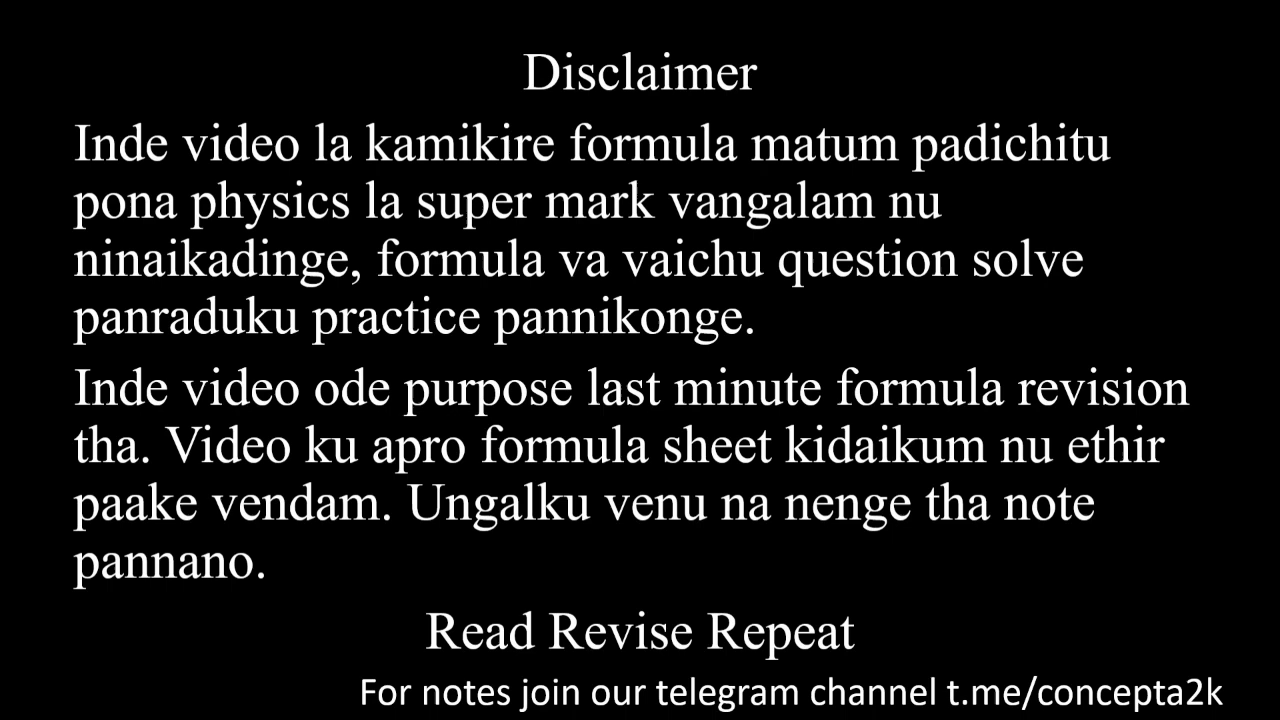 Disclaimer
Inde video la kamikire formula matum padichitu
pona physics la super mark vangalam nu
ninaikadinge, formula va vaichu question solve
panraduku practice pannikonge.
Inde video ode purpose last minute formula revision
tha. Video ku apro formula sheet kidaikum nu ethir
paake vendam. Ungalku venu na nenge tha note
pannano.
Read Revise Repeat
For notes join our telegram channel t.me/concepta2k